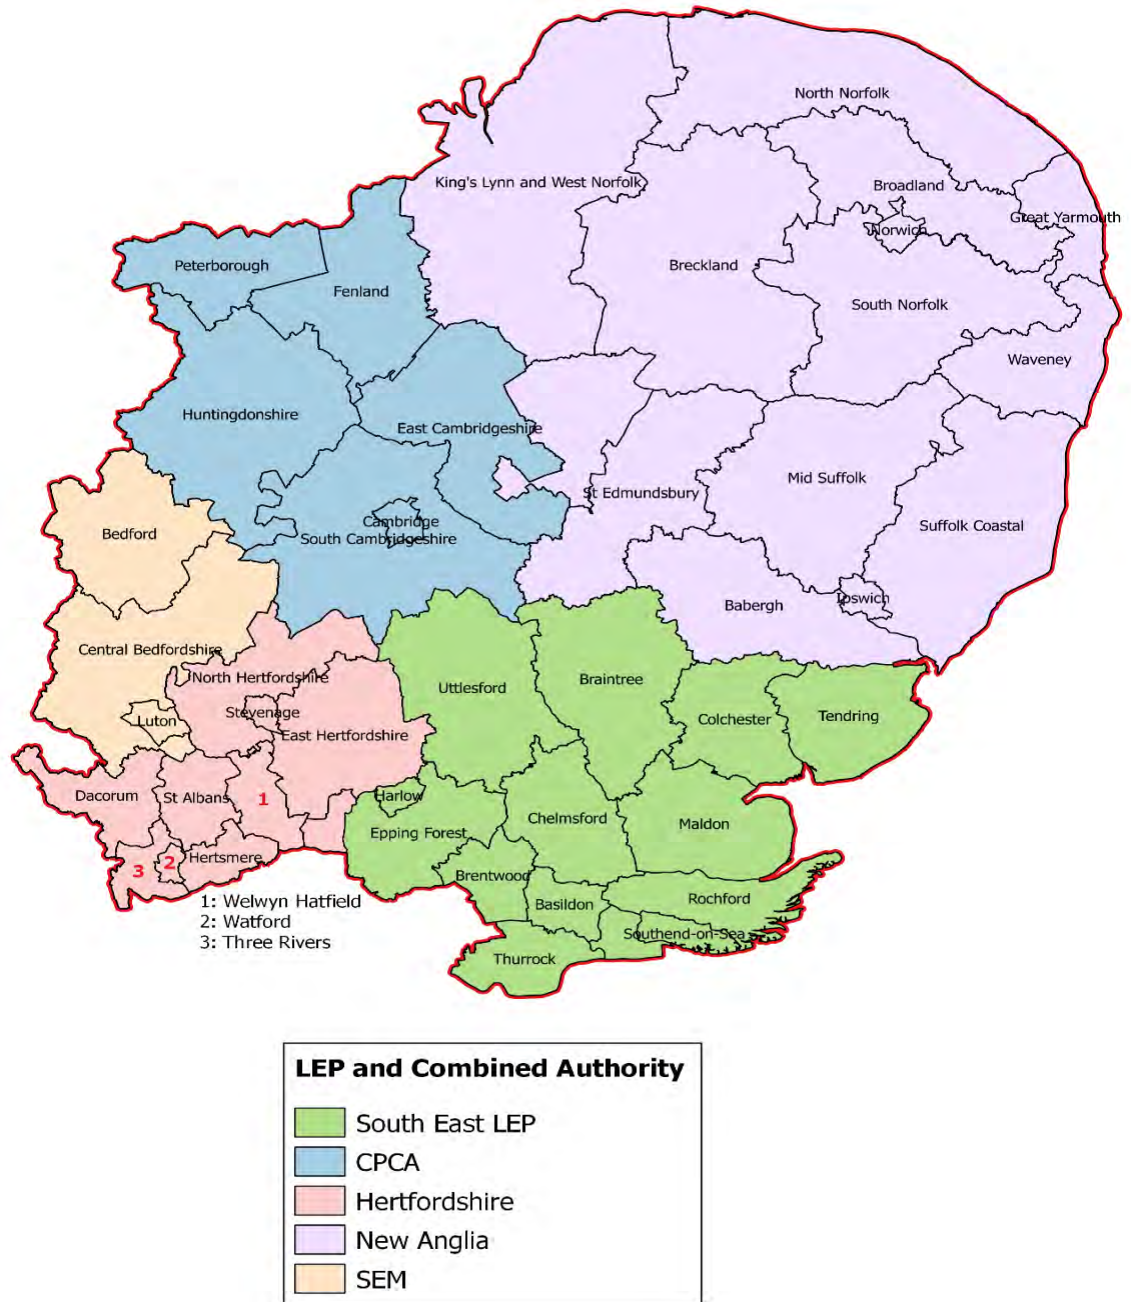 North Norfolk
King's Lynn and West Norfolk
Broadland
Great Yarmouth
Norwich
Peterborough
Breckland
Fenland
South Norfolk
Waveney
Huntingdonshire
East Cambridgeshire
Mid Suffolk
St Edmundsbury
Cambridge
Suffolk Coastal
Bedford
South Cambridgeshire
Ipswich
Babergh
Central Bedfordshire
North Hertfordshire
Braintree
Uttlesford
Stevenage
Luton
Colchester
Tendring
East Hertfordshire
Dacorum
St Albans
1
Harlow
Chelmsford
Maldon
Epping Forest
Hertsmere
2
3
Brentwood
Rochford
Basildon
1: Welwyn Hatfield
2: Watford
3: Three Rivers
Southend-on-Sea
Thurrock
LEP and Combined Authority
South East LEP
CPCA
Hertfordshire
New Anglia
SEM